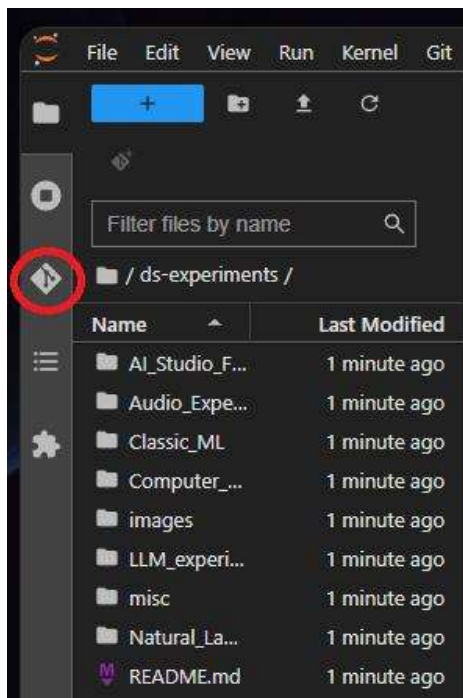 File Edit View Run Kernel Git
+
Filter files by name
/ ds-experiments /
Name Last Modified
AI_Studio_F... 1 minute ago
Audio_Expe... 1 minute ago
Classic_ML 1 minute ago
Computer_... 1 minute ago
images 1 minute ago
LLM_experi... 1 minute ago
misc 1 minute ago
Natural_La... 1 minute ago
README.md 1 minute ago